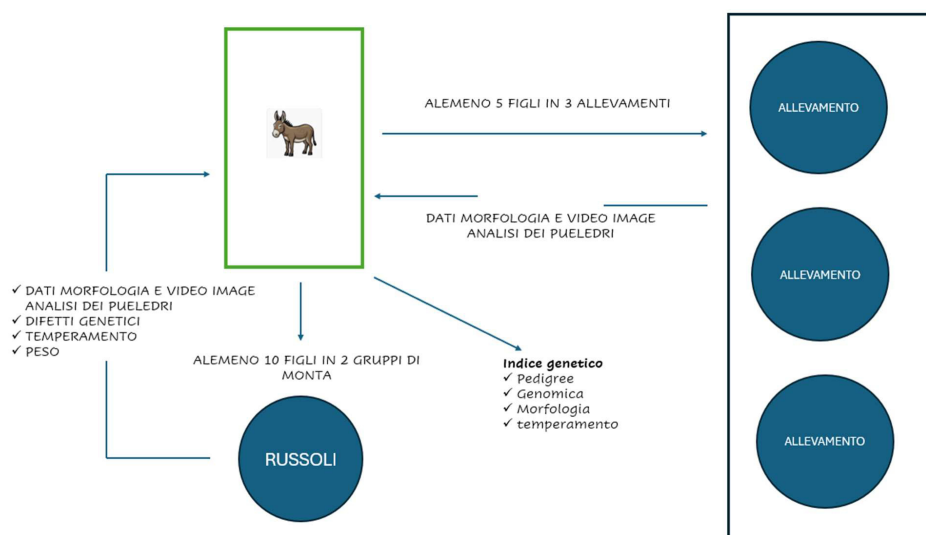 ALEMENO 5 FIGLI IN 3 ALLEVAMENTI
ALLEVAMENTO
DATI MORFOLOGIA E VIDEO IMAGE
ANALISI DEI PUELEDRI
ALLEVAMENTO
✓ DATI MORFOLOGIA E VIDEO IMAGE
ANALISI DEI PUELEDRI
✓ DIFETTI GENETICI
✓ TEMPERAMENTO
✓ PESO
ALEMENO 10 FIGLI IN 2 GRUPPI DI
MONTA
Indice genetico
✓ Pedigree
✓ Genomica
✓ Morfologia
✓ temperamento
RUSSOLI
ALLEVAMENTO